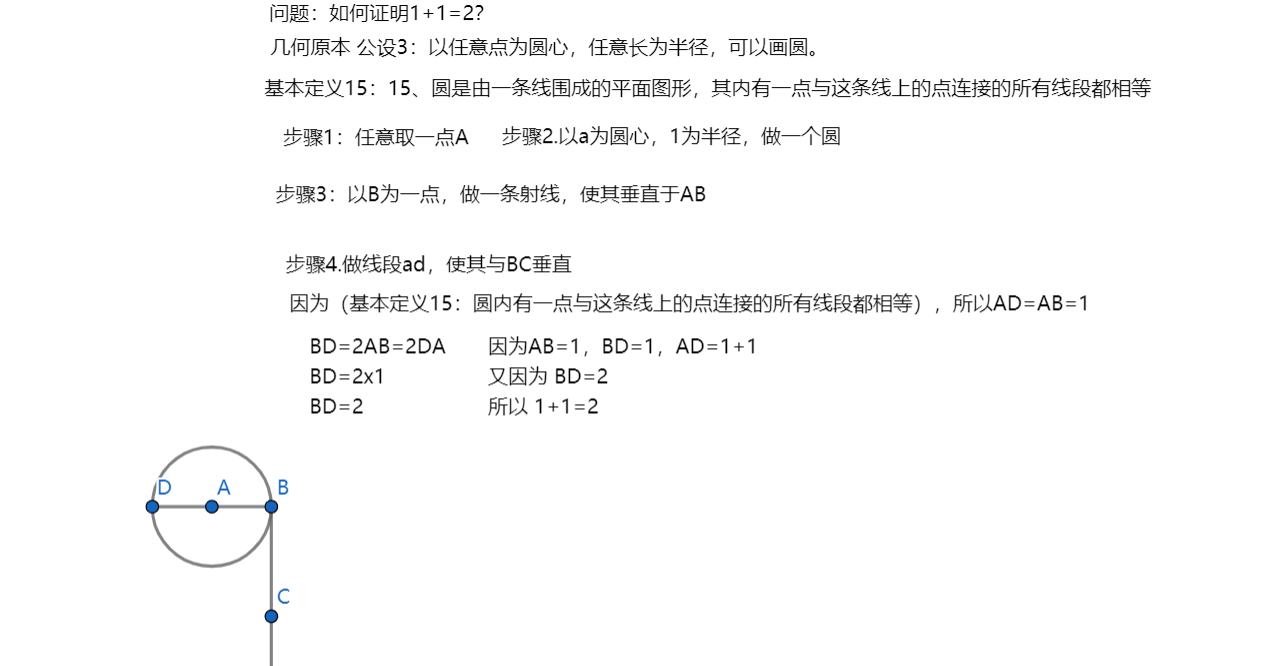 问题：如何证明1+1=2?
几何原本 公设3：以任意点为圆心，任意长为半径，可以画圆。
基本定义15：15、圆是由一条线围成的平面图形，其内有一点与这条线上的点连接的所有线段都相等
步骤1：任意取一点A 步骤2.以a为圆心，1为半径，做一个圆
步骤3：以B为一点，做一条射线，使其垂直于AB
步骤4.做线段ad，使其与BC垂直
因为（基本定义15：圆内有一点与这条线上的点连接的所有线段都相等），所以AD=AB=1
BD=2AB=2DA 因为AB=1，BD=1，AD=1+1
BD=2x1 又因为 BD=2
BD=2 所以 1+1=2
D A B
C